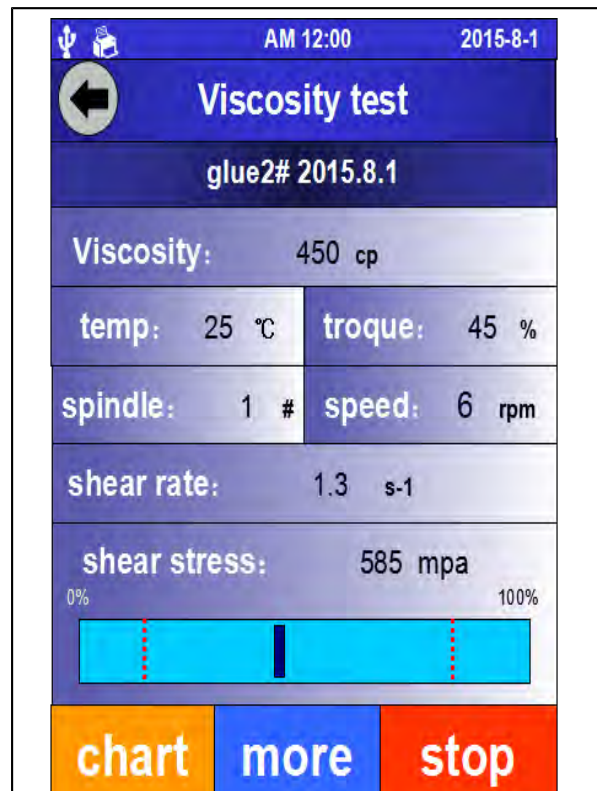 AM 12:00 2015-8-1
Viscosity test
glue2# 2015.8.1
Viscosity: 450 cp
temp: 25 ℃ troque: 45 %
spindle: 1 # speed: 6 rpm
shear rate: 1.3 s-1
shear stress: 585 mpa
0% 100%
chart more stop